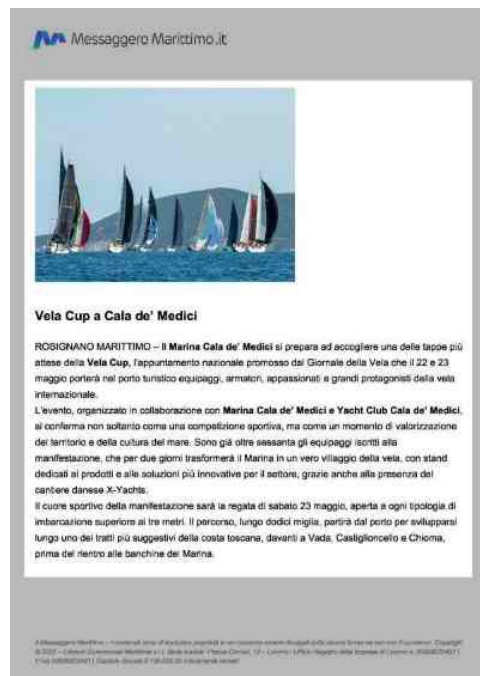 Messaggero Marittimo.it
Vela Cup a Cala de' Medici
ROSIGNANO MARITTIMO – Il Marina Cala de' Medici si prepara ad accogliere una delle tappe più
attese della Vela Cup, l'appuntamento nazionale promosso dal Giornale della Vela che il 22 e 23
maggio porterà nel porto turistico equipaggi, armatori, appassionati e grandi protagonisti della vela
internazionale.
L'evento, organizzato in collaborazione con Marina Cala de' Medici e Yacht Club Cala de' Medici,
si conferma non soltanto come una competizione sportiva, ma come un momento di valorizzazione
del territorio e della cultura del mare. Sono già oltre sessanta gli equipaggi iscritti alla
manifestazione, che per due giorni trasformerà il Marina in un vero villaggio della vela, con stand
dedicati ai prodotti e alle soluzioni più innovative per il settore, grazie anche alla presenza del
cantiere danese X-Yachts.
Il cuore sportivo della manifestazione sarà la regata di sabato 23 maggio, aperta a ogni tipologia di
imbarcazione superiore ai tre metri. Il percorso, lungo dodici miglia, partirà dal porto per svilupparsi
lungo uno dei tratti più suggestivi della costa toscana, davanti a Vada, Castiglioncello e Chioma,
prima del rientro alle banchine del Marina.